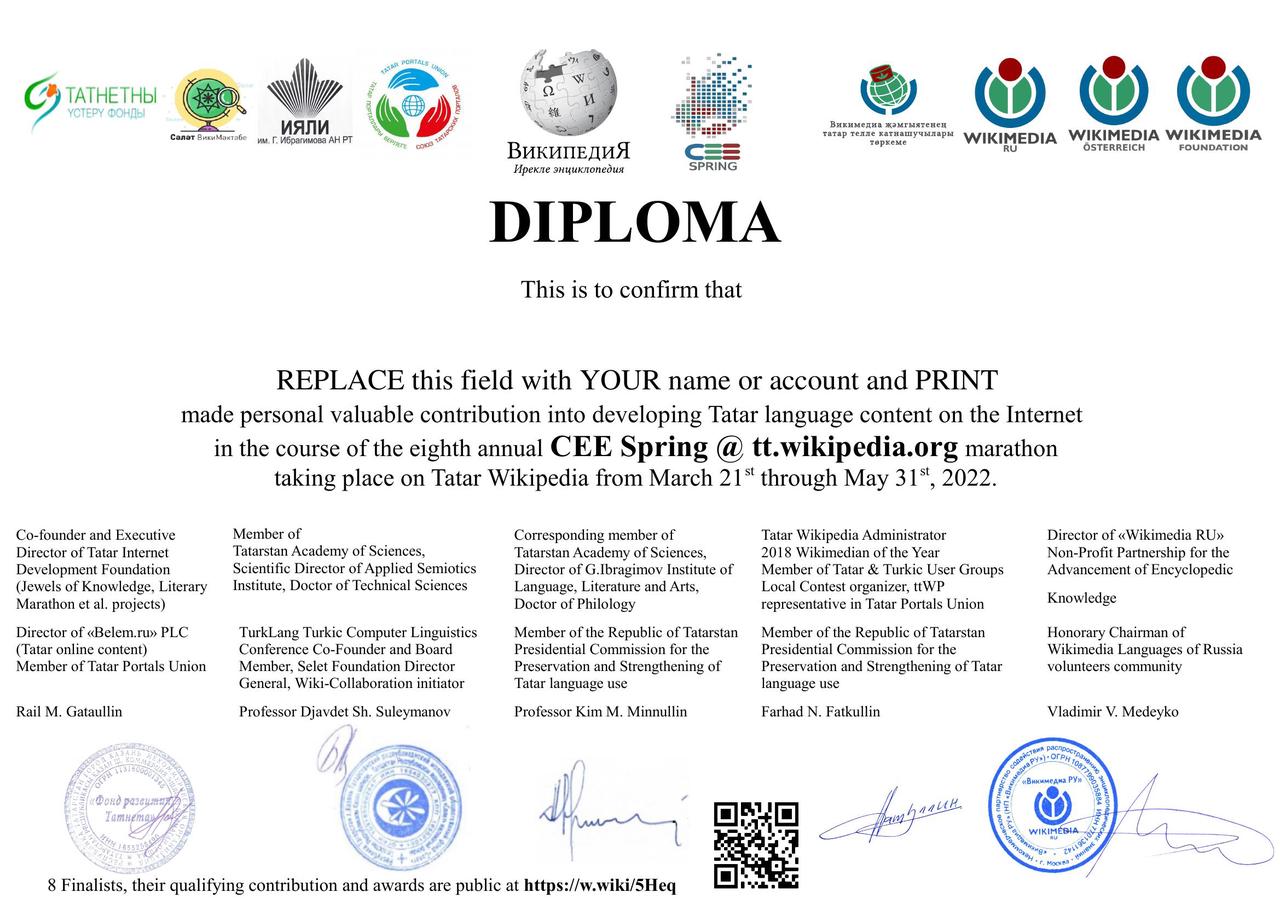 ТАТНЕТНЫ
ҮСТЕРҮ ФОНДЫ
Сәләт ВикиМәктәбе
ИЯЛИ
им. Г. Ибрагимова АН РТ
TATAR PORTALS UNION
ТАТАР ПОРТАЛЛАРЫ БЕРЛЕГЕ
СОЮЗ ТАТАРСКИХ ПОРТАЛОВ
ВИКИПЕДИЯ
Ирекле энциклопедия
CEE
SPRING
Викимедиа җәмгыятенең
татар телле катнашучылары
төркеме
WIKIMEDIA
RU
WIKIMEDIA
ÖSTERREICH
WIKIMEDIA
FOUNDATION
DIPLOMA
This is to confirm that
REPLACE this field with YOUR name or account and PRINT
made personal valuable contribution into developing Tatar language content on the Internet
in the course of the eighth annual CEE Spring @ tt.wikipedia.org marathon
taking place on Tatar Wikipedia from March 21st through May 31st, 2022.
Co-founder and Executive
Director of Tatar Internet
Development Foundation
(Jewels of Knowledge, Literary
Marathon et al. projects)
Director of «Belem.ru» PLC
(Tatar online content)
Member of Tatar Portals Union
Rail M. Gataullin
Member of
Tatarstan Academy of Sciences,
Scientific Director of Applied Semiotics
Institute, Doctor of Technical Sciences
TurkLang Turkic Computer Linguistics
Conference Co-Founder and Board
Member, Selet Foundation Director
General, Wiki-Collaboration initiator
Professor Djavdet Sh. Suleymanov
Corresponding member of
Tatarstan Academy of Sciences,
Director of G.Ibragimov Institute of
Language, Literature and Arts,
Doctor of Philology
Member of the Republic of Tatarstan
Presidential Commission for the
Preservation and Strengthening of
Tatar language use
Professor Kim M. Minnullin
Tatar Wikipedia Administrator
2018 Wikimedian of the Year
Member of Tatar & Turkic User Groups
Local Contest organizer, ttWP
representative in Tatar Portals Union
Member of the Republic of Tatarstan
Presidential Commission for the
Preservation and Strengthening of Tatar
language use
Farhad N. Fatkullin
Director of «Wikimedia RU»
Non-Profit Partnership for the
Advancement of Encyclopedic
Knowledge
Honorary Chairman of
Wikimedia Languages of Russia
volunteers community
Vladimir V. Medeyko
«Фонд развития
Татнета»
«Викимедиа РУ»
WIKIMEDIA
RU
8 Finalists, their qualifying contribution and awards are public at https://w.wiki/5Heq